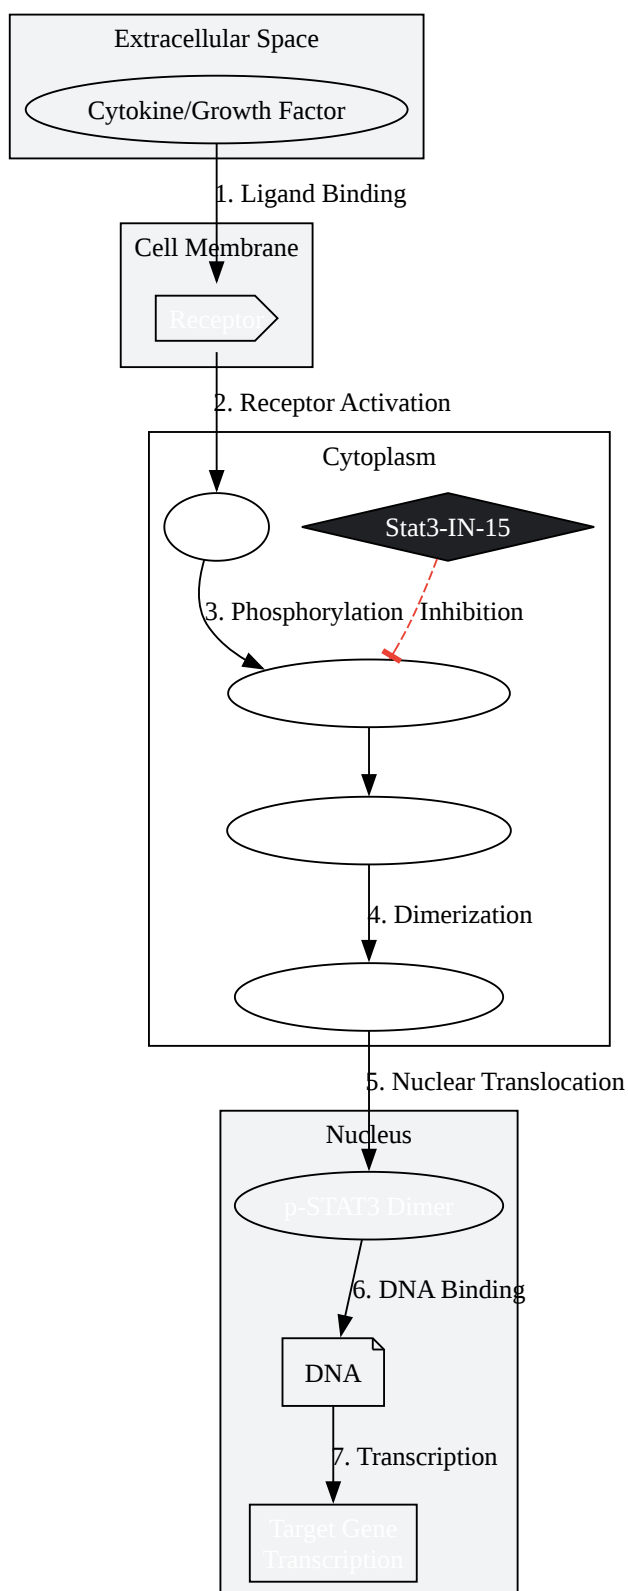 Extracellular Space
Cytokine/Growth Factor
1. Ligand Binding
Cell Membrane
Receptor
2. Receptor Activation
Cytoplasm
Stat3-IN-15
3. Phosphorylation
Inhibition
4. Dimerization
5. Nuclear Translocation
Nucleus
p-STAT3 Dimer
6. DNA Binding
DNA
7. Transcription
Target Gene
Transcription